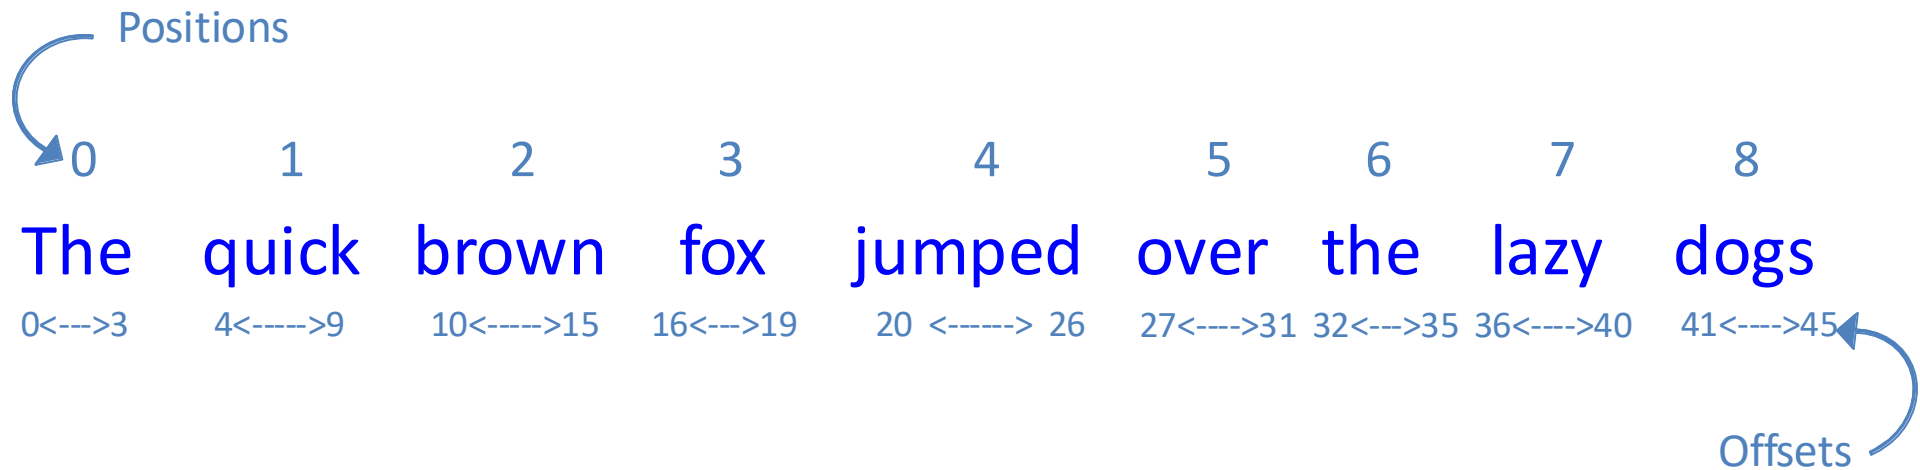 Positions
0 1 2 3 4 5 6 7 8
The quick brown fox jumped over the lazy dogs
0<--->3 4<----->9 10<----->15 16<--->19 20 <------> 26 27<---->31 32<--->35 36<---->40 41<---->45
Offsets